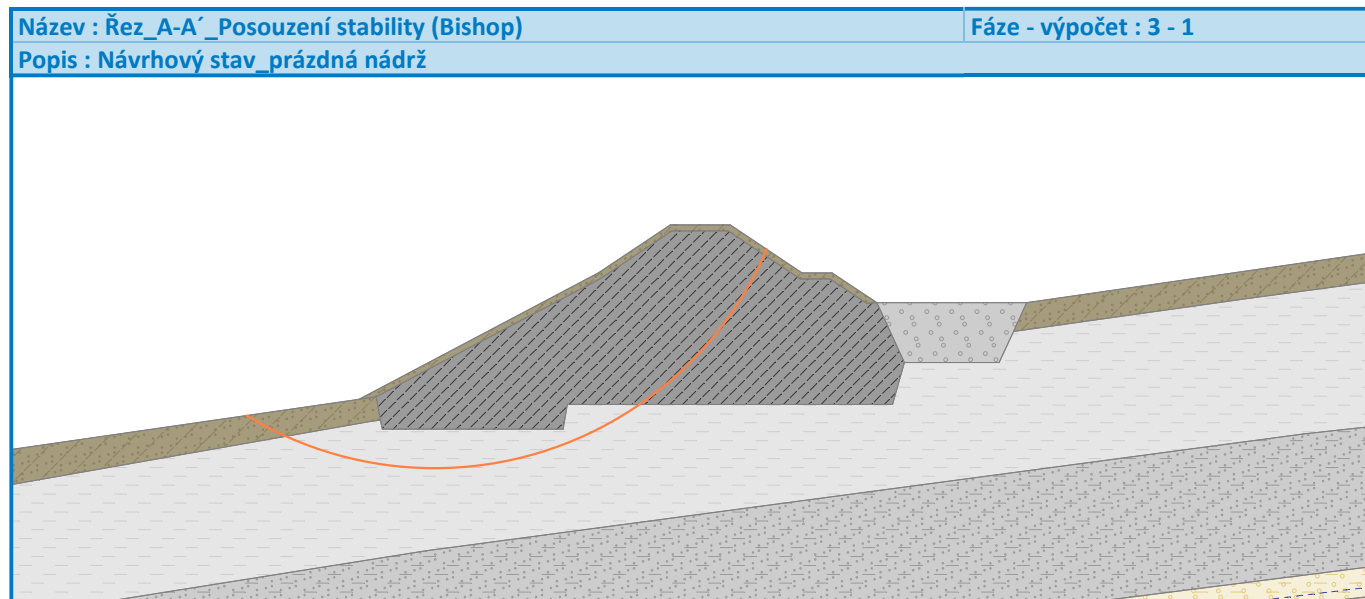 Název : Řez_A-A´_Posouzení stability (Bishop)
Fáze - výpočet : 3 - 1
Popis : Návrhový stav_prázdná nádrž